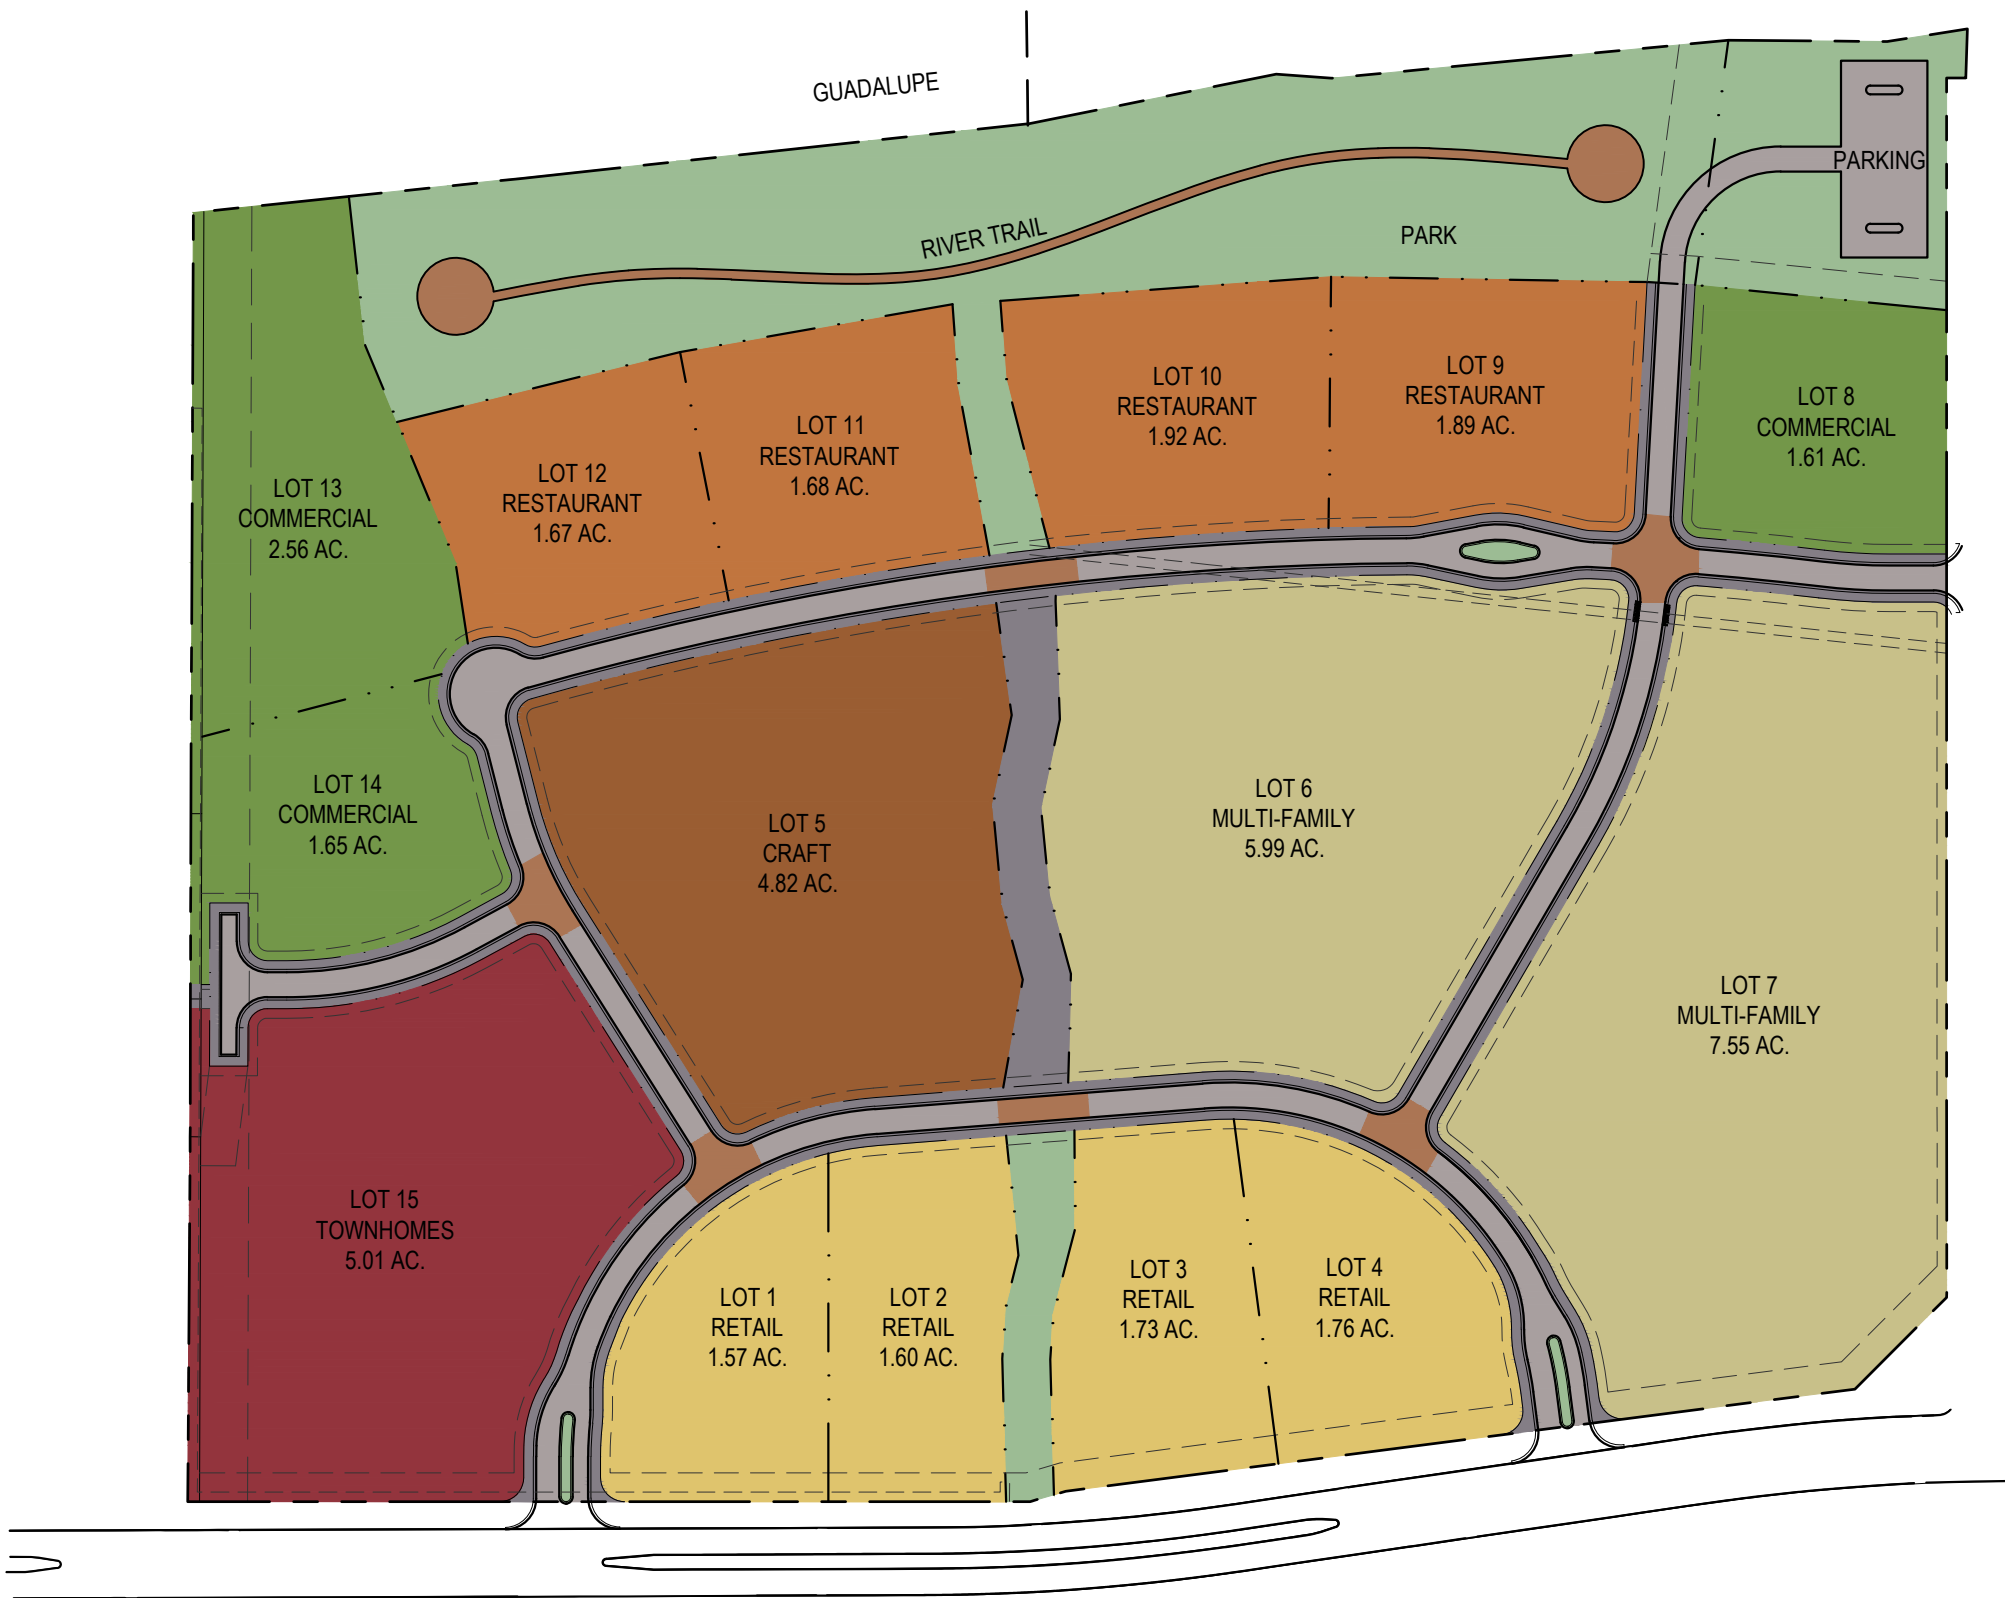 GUADALUPE
PARKING
RIVER TRAIL
PARK
LOT 10
RESTAURANT
1.92 AC.
LOT 9
RESTAURANT
1.89 AC.
LOT 8
COMMERCIAL
1.61 AC.
LOT 11
RESTAURANT
1.68 AC.
LOT 12
RESTAURANT
1.67 AC.
LOT 13
COMMERCIAL
2.56 AC.
LOT 14
COMMERCIAL
1.65 AC.
LOT 5
CRAFT
4.82 AC.
LOT 6
MULTI-FAMILY
5.99 AC.
LOT 7
MULTI-FAMILY
7.55 AC.
LOT 15
TOWNHOMES
5.01 AC.
LOT 1
RETAIL
1.57 AC.
LOT 2
RETAIL
1.60 AC.
LOT 3
RETAIL
1.73 AC.
LOT 4
RETAIL
1.76 AC.